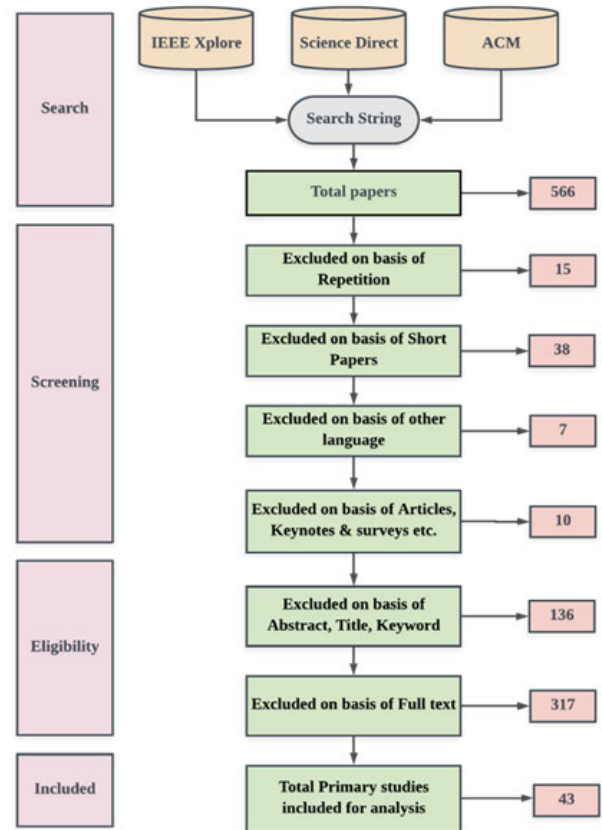 IEEE Xplore
Science Direct
ACM
Search
Search String
Total papers
566
Screening
Excluded on basis of
Repetition
15
Excluded on basis of Short
Papers
38
Excluded on basis of other
language
7
Excluded on basis of Articles,
Keynotes & surveys etc.
10
Eligibility
Excluded on basis of
Abstract, Title, Keyword
136
Excluded on basis of Full text
317
Included
Total Primary studies
included for analysis
43